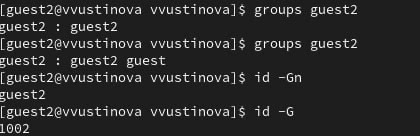 [guest2@vvustinova vvustinova]$ groups guest2
guest2 : guest2
[guest2@vvustinova vvustinova]$ groups guest2
guest2 : guest2 guest
[guest2@vvustinova vvustinova]$ id -Gn
guest2
[guest2@vvustinova vvustinova]$ id -G
1002